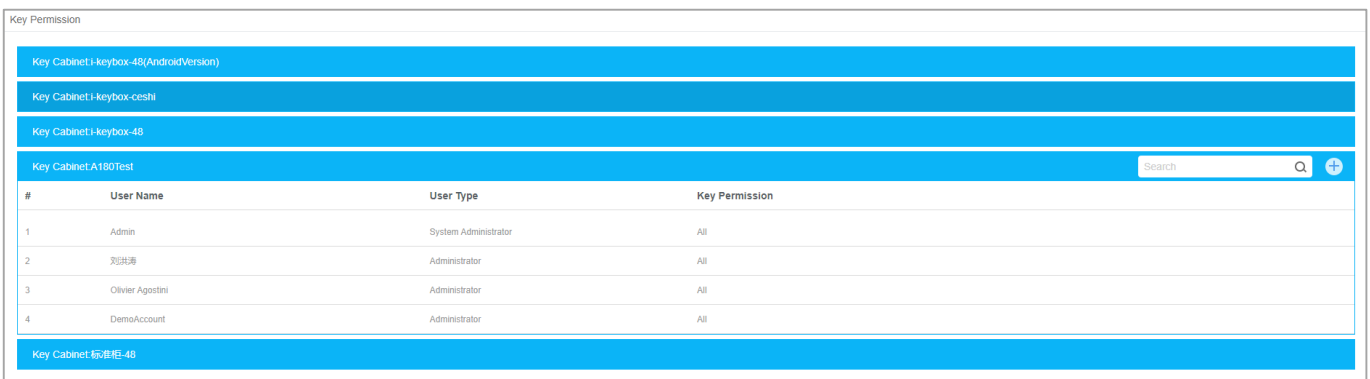 Key Permission
Key Cabinet:i-keybox-48(AndroidVersion)
Key Cabinet:i-keybox-ceshi
Key Cabinet:i-keybox-48
Key Cabinet:A180Test Search
# User Name User Type Key Permission
1 Admin System Administrator All
2 刘洪涛 Administrator All
3 Olivier Agostini Administrator All
4 DemoAccount Administrator All
Key Cabinet:标准柜-48